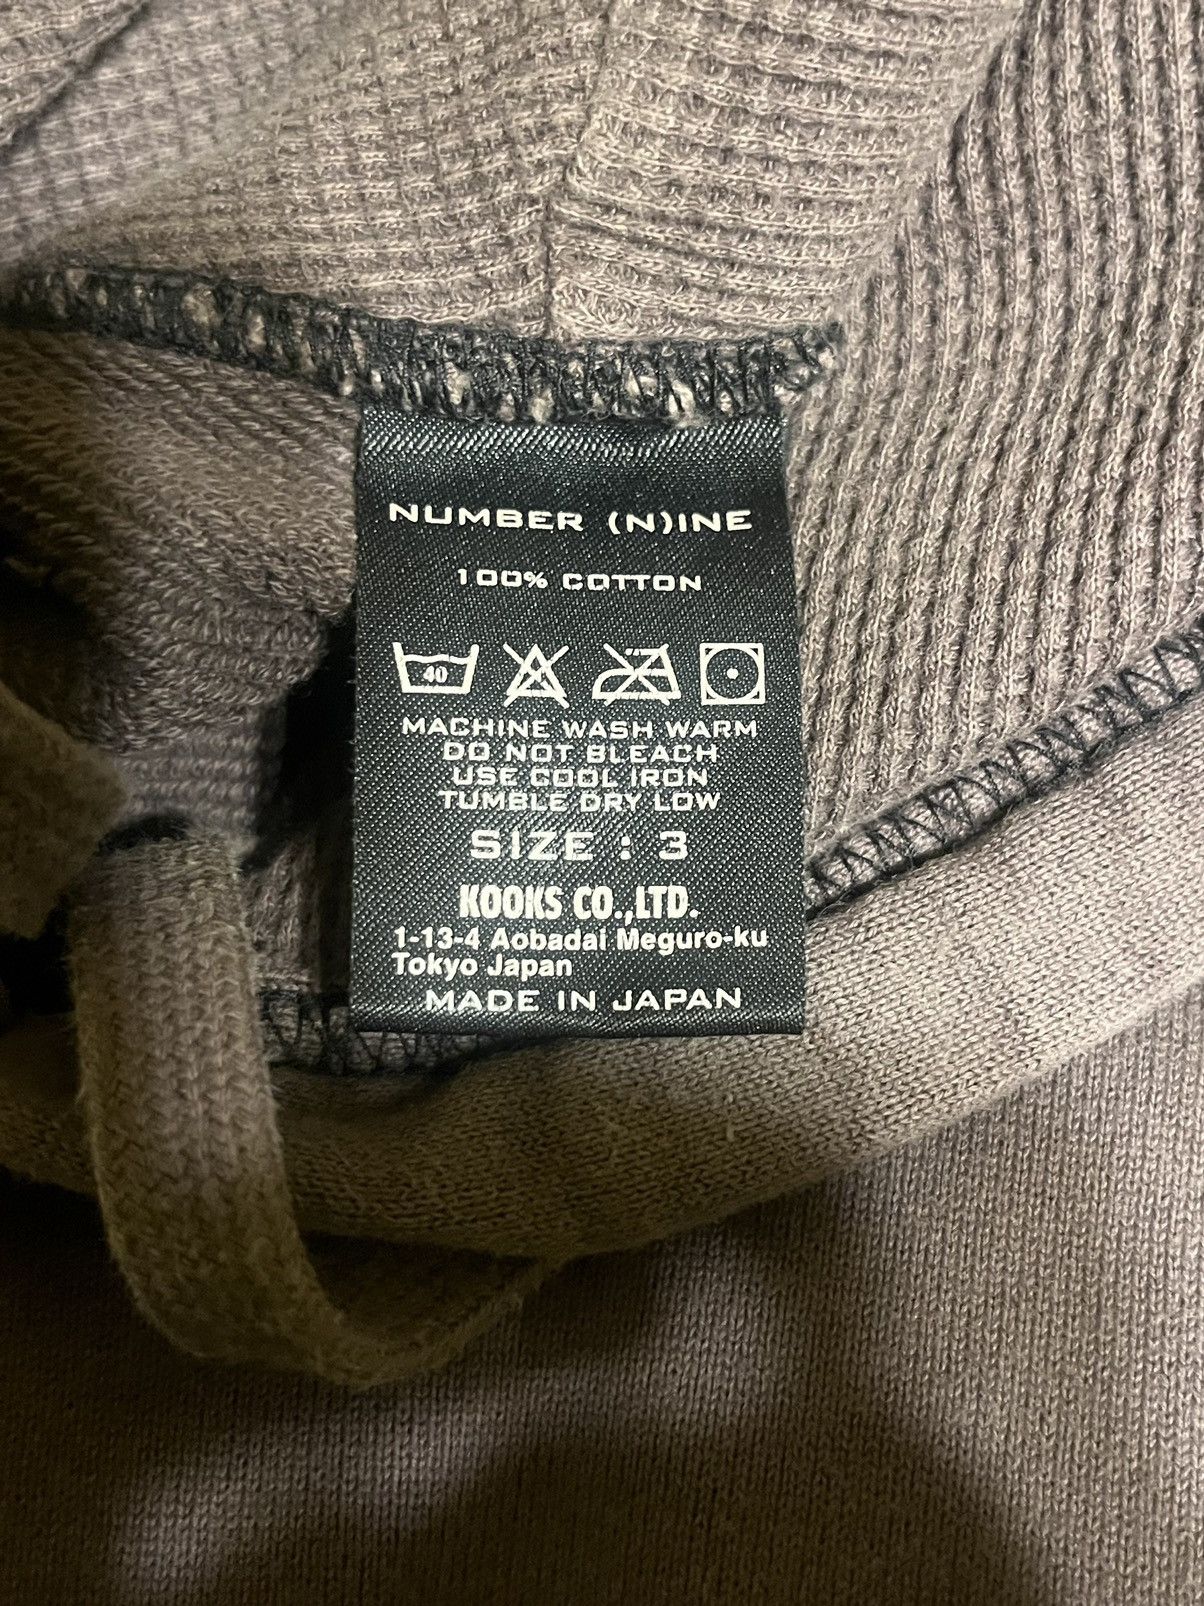 NUMBER (N)INE
100% COTTON
40
MACHINE WASH WARM
DO NOT BLEACH
USE COOL IRON
TUMBLE DRY LOW
SIZE : 3
KOOKS CO.,LTD.
1-13-4 Aobadai Meguro-ku
Tokyo Japan
MADE IN JAPAN